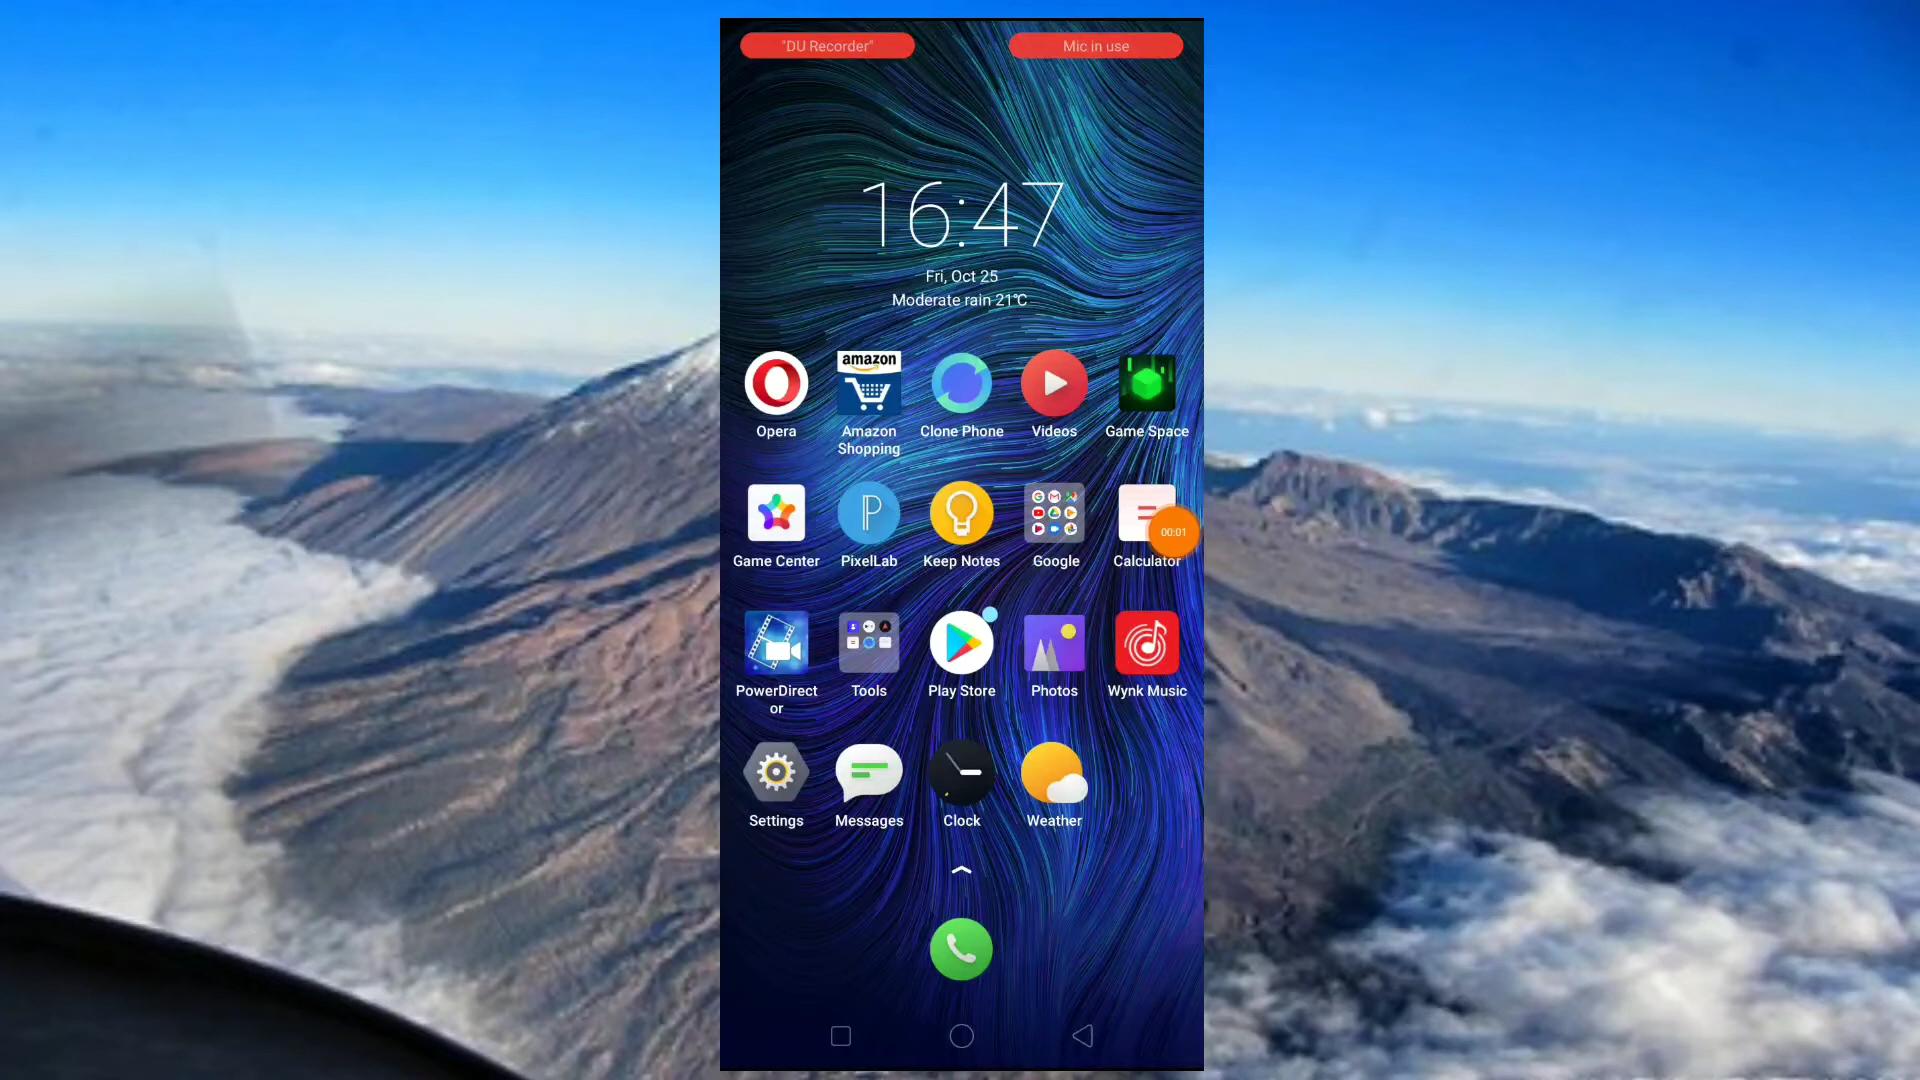 "DU Recorder" Mic in use
16:47
Fri, Oct 25
Moderate rain 21°C
amazon
Opera Amazon Shopping Clone Phone Videos Game Space
P
00:01
Game Center PixelLab Keep Notes Google Calculator
PowerDirector Tools Play Store Photos Wynk Music
Settings Messages Clock Weather